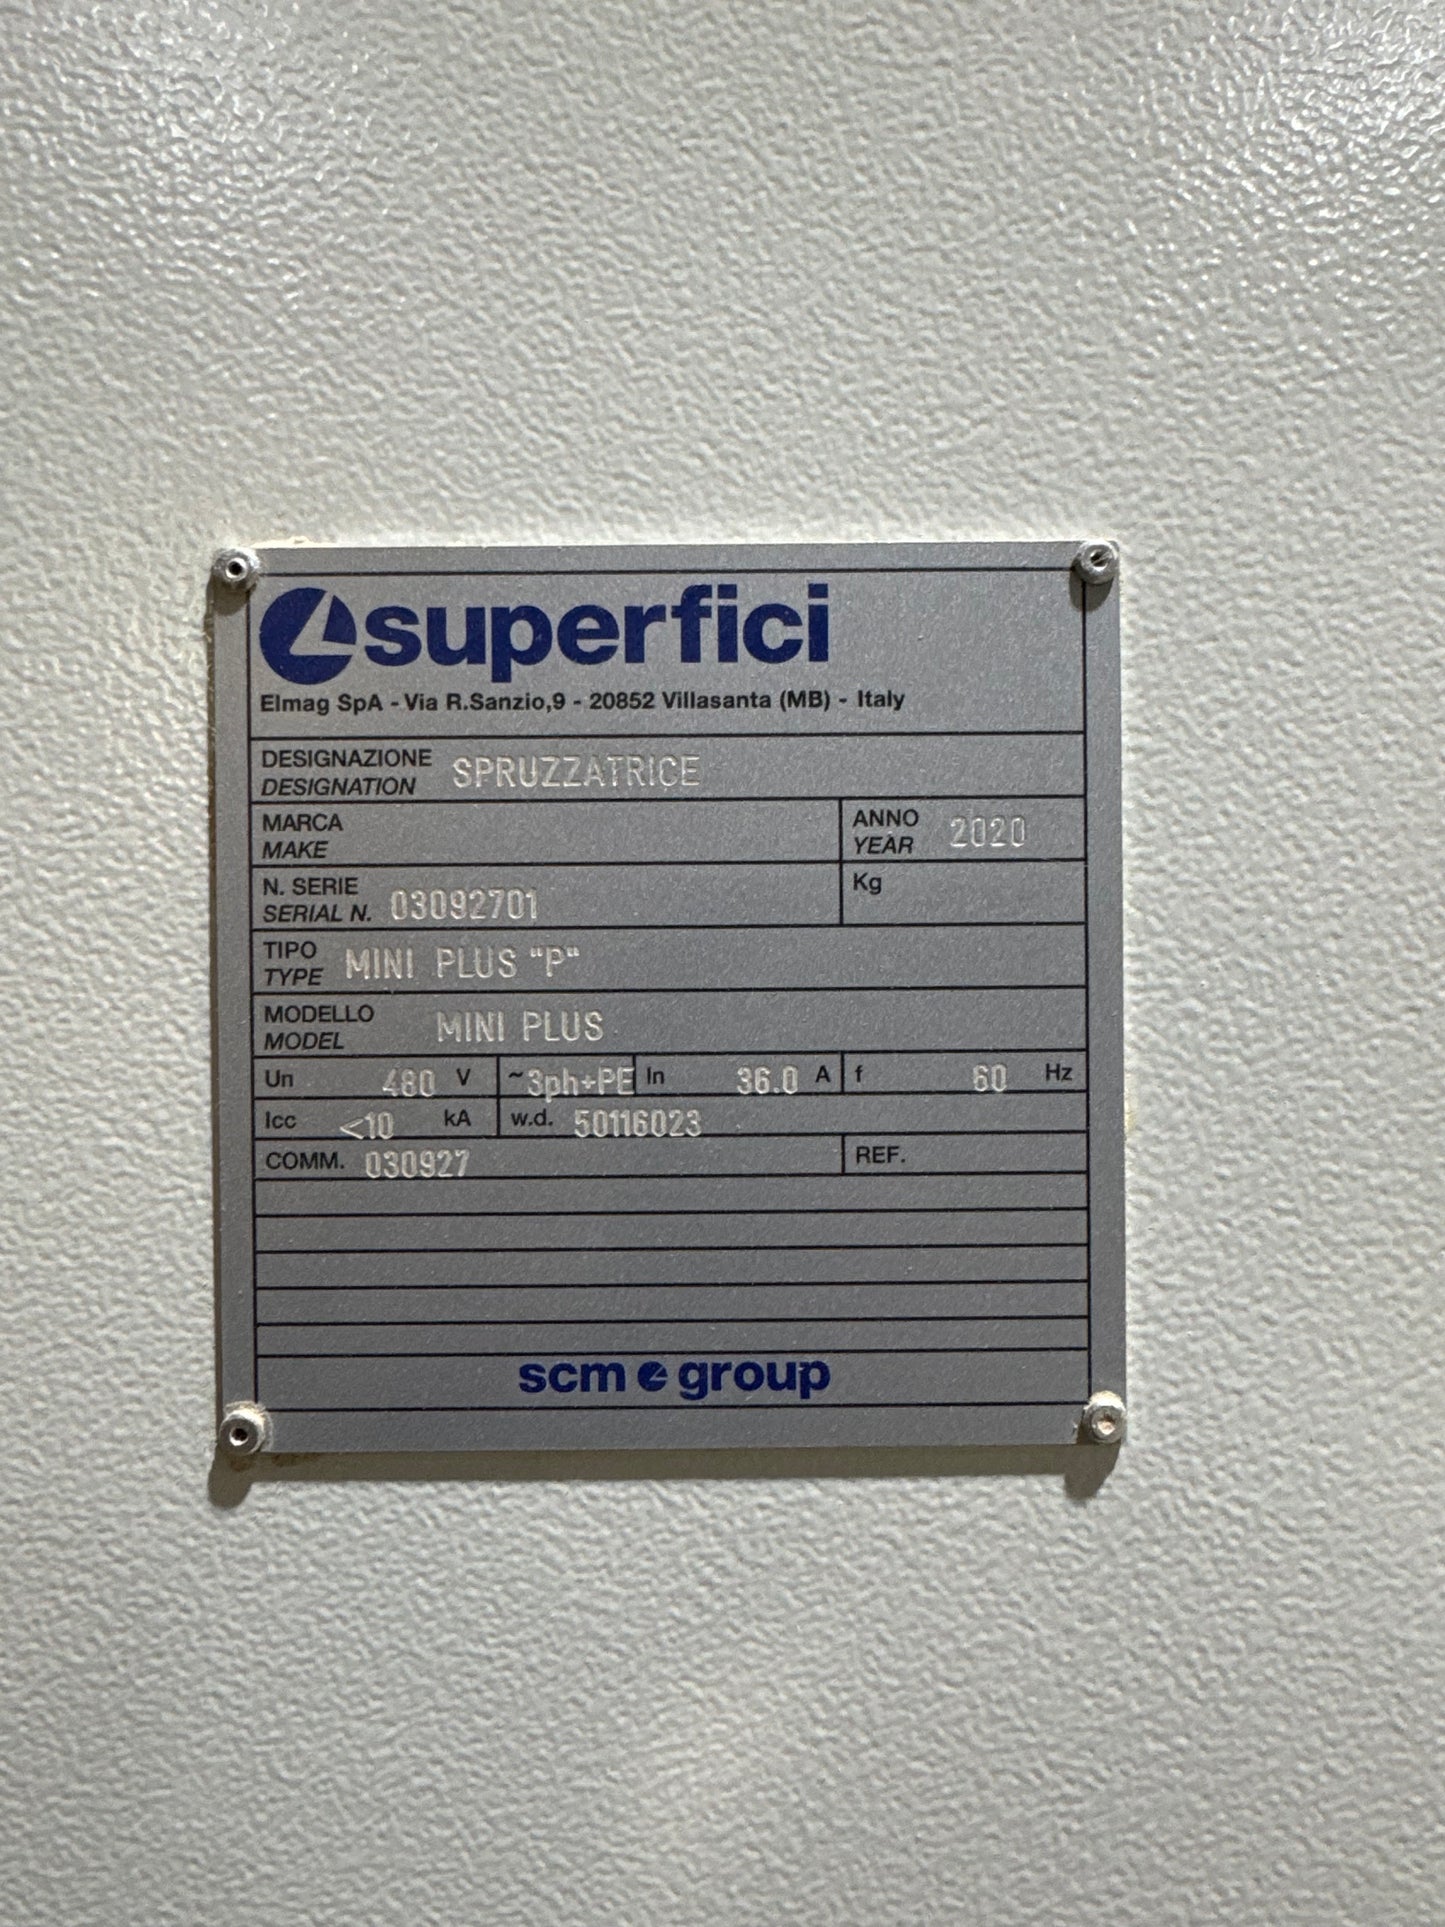 superfici
Elmag SpA - Via R.Sanzio,9 - 20852 Villasanta (MB) - Italy
DESIGNAZIONE
DESIGNATION SPRUZZATRICE
MARCA
MAKE
ANNO
YEAR 2020
N. SERIE
SERIAL N. 03092701
Kg
TIPO
TYPE MINI PLUS "P"
MODELLO
MODEL MINI PLUS
Un 480 V ~3ph+PE In 36.0 A f 60 Hz
Icc <10 kA w.d. 50116023
COMM. 030927 REF.
scm group